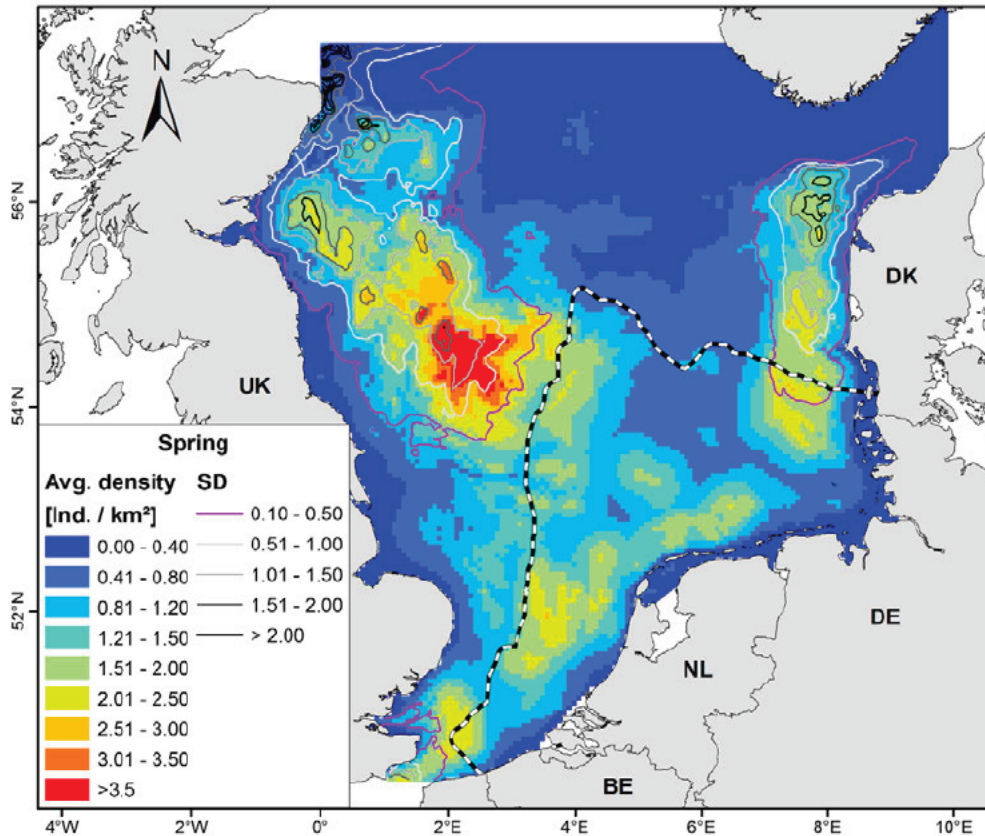 N
56°N
54°N
52°N
UK
DK
DE
NL
BE
Spring
Avg. density SD
[Ind. / km²]
0.00 - 0.40
0.41 - 0.80
0.81 - 1.20
1.21 - 1.50
1.51 - 2.00
2.01 - 2.50
2.51 - 3.00
3.01 - 3.50
>3.5
0.10 - 0.50
0.51 - 1.00
1.01 - 1.50
1.51 - 2.00
> 2.00
4°W 2°W 0° 2°E 4°E 6°E 8°E 10°E